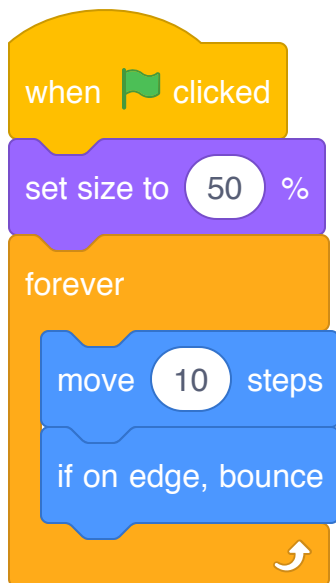 when clicked
set size to 50 %
forever
move 10 steps
if on edge, bounce